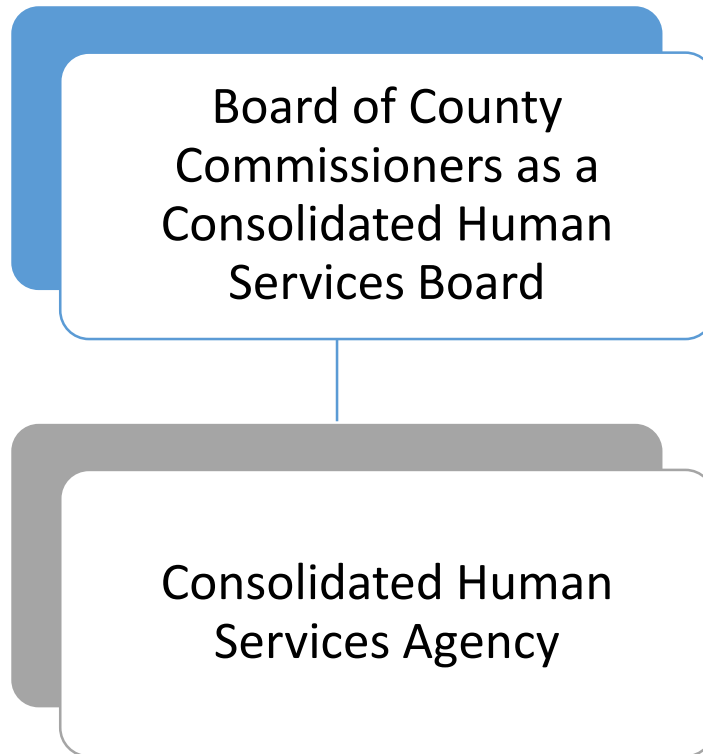 Board of County
Commissioners as a
Consolidated Human
Services Board
Consolidated Human
Services Agency